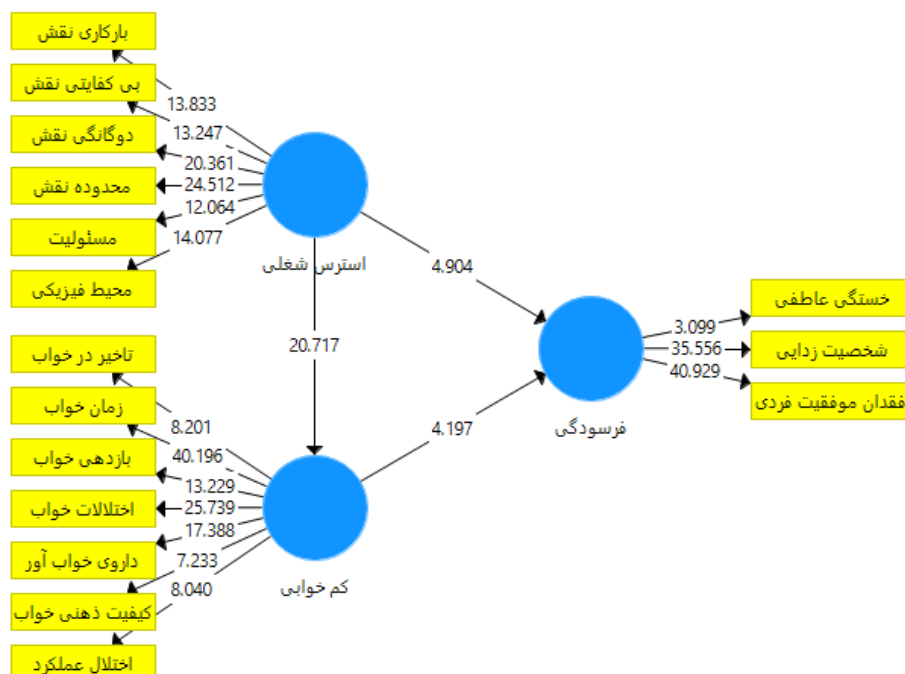 بارکاری نقش
بی کفایتی نقش
دوگانگی نقش
محدوده نقش
مسئولیت
محیط فیزیکی
13.833
13.247
20.361
24.512
12.064
14.077
استرس شغلی
4.904
20.717
خستگی عاطفی
شخصیت زدایی
فقدان موفقیت فردی
3.099
35.556
40.929
فرسودگی
4.197
تاخیر در خواب
زمان خواب
بازدهی خواب
اختلالات خواب
داروی خواب آور
کیفیت ذهنی خواب
اختلال عملکرد
8.201
40.196
13.229
25.739
17.388
7.233
8.040
کم خوابی